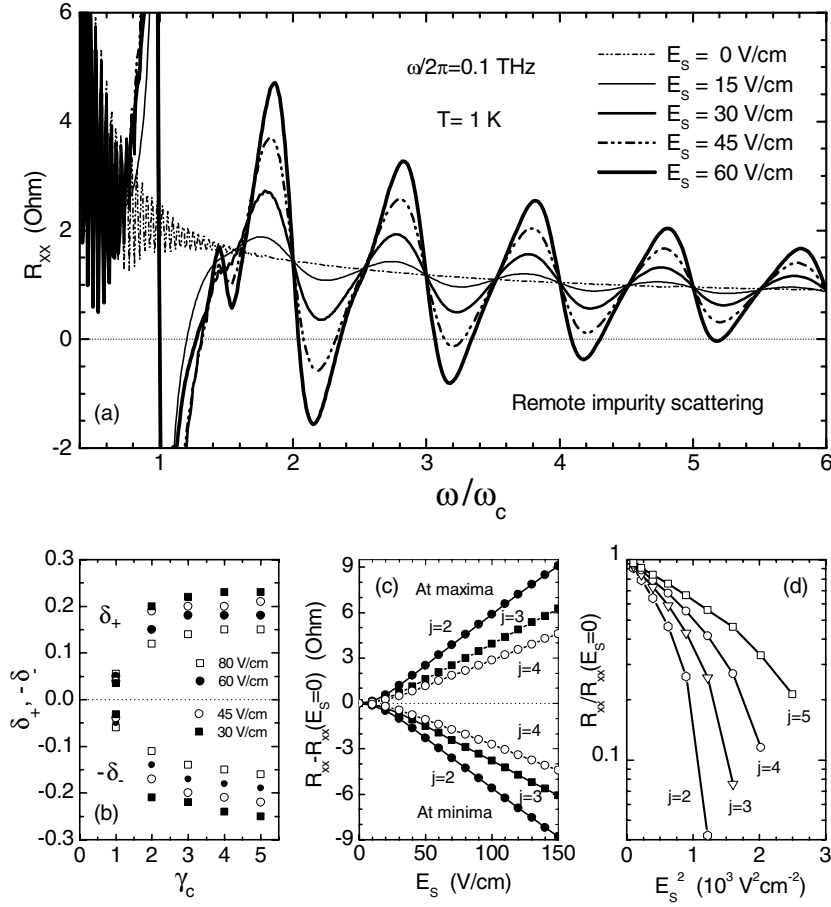 6
4
2
0
-2
R_xx (Ohm)
ω/2π=0.1 THz
T= 1 K
E_S = 0 V/cm
E_S = 15 V/cm
E_S = 30 V/cm
E_S = 45 V/cm
E_S = 60 V/cm
(a)
Remote impurity scattering
1 2 3 4 5 6
ω/ω_c
0.3
0.2
0.1
0.0
-0.1
-0.2
-0.3
δ_+, -δ_-
δ_+
80 V/cm
60 V/cm
45 V/cm
30 V/cm
-δ_-
(b)
0 1 2 3 4 5
γ_c
9
6
3
0
-3
-6
-9
R_xx-R_xx(E_S=0) (Ohm)
At maxima
(c)
j=2
j=3
j=4
j=4
j=2
j=3
At minima
0 50 100 150
E_S (V/cm)
1
0.1
R_xx/R_xx(E_S=0)
(d)
j=5
j=4
j=3
j=2
0 1 2 3
E_S^2 (10^3 V^2cm^-2)